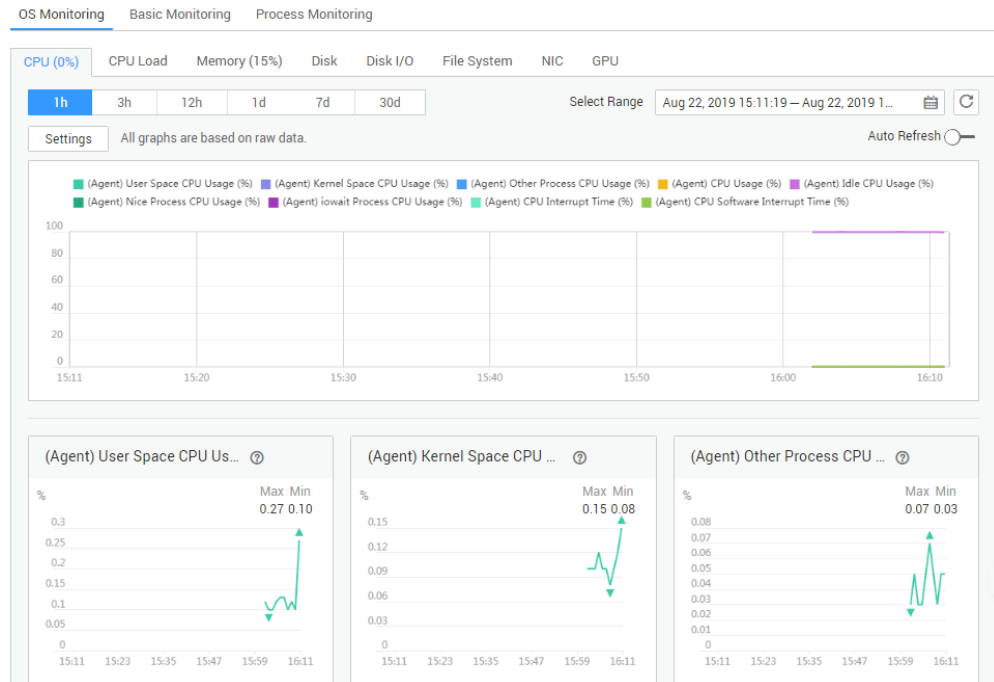 OS Monitoring Basic Monitoring Process Monitoring
CPU (0%) CPU Load Memory (15%) Disk Disk I/O File System NIC GPU
1h 3h 12h 1d 7d 30d Select Range Aug 22, 2019 15:11:19 — Aug 22, 2019 1...
Settings All graphs are based on raw data. Auto Refresh
(Agent) User Space CPU Usage (%) (Agent) Kernel Space CPU Usage (%) (Agent) Other Process CPU Usage (%) (Agent) CPU Usage (%) (Agent) Idle CPU Usage (%)
(Agent) Nice Process CPU Usage (%) (Agent) iowait Process CPU Usage (%) (Agent) CPU Interrupt Time (%) (Agent) CPU Software Interrupt Time (%)
100
80
60
40
20
0
15:11 15:20 15:30 15:40 15:50 16:00 16:10
(Agent) User Space CPU Us... ?
%
Max Min
0.27 0.10
0.3
0.25
0.2
0.15
0.1
0.05
0
15:11 15:23 15:35 15:47 15:59 16:11
(Agent) Kernel Space CPU ... ?
%
Max Min
0.15 0.08
0.15
0.12
0.09
0.06
0.03
0
15:11 15:23 15:35 15:47 15:59 16:11
(Agent) Other Process CPU ... ?
%
Max Min
0.07 0.03
0.08
0.07
0.06
0.05
0.04
0.03
0.02
0.01
0
15:11 15:23 15:35 15:47 15:59 16:11